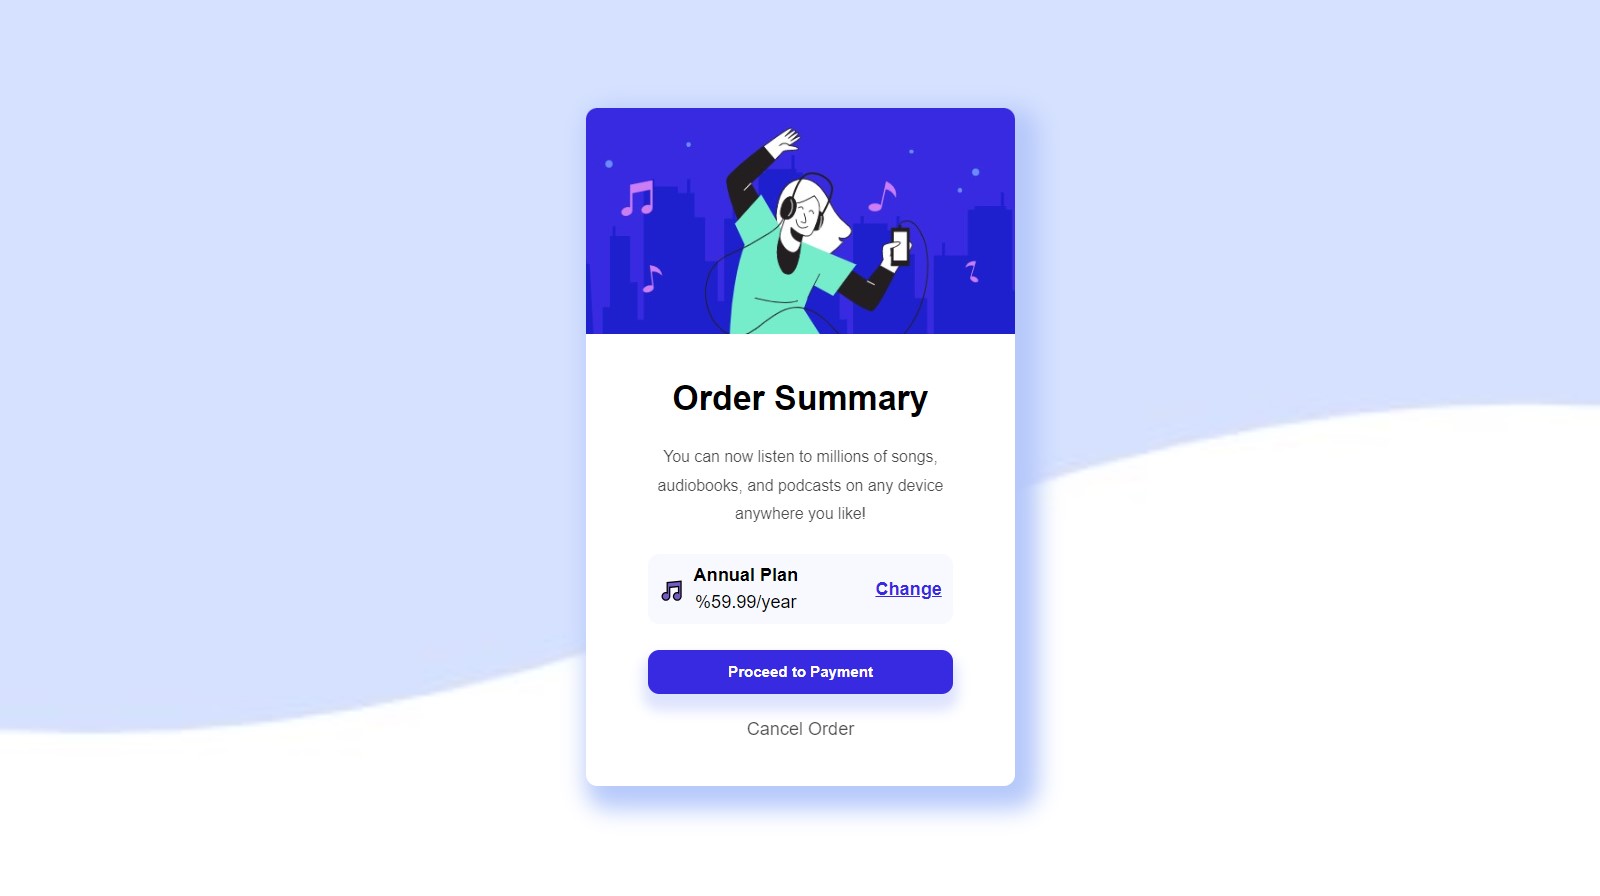 Order Summary
You can now listen to millions of songs,
audiobooks, and podcasts on any device
anywhere you like!
Annual Plan
%59.99/year
Change
Proceed to Payment
Cancel Order